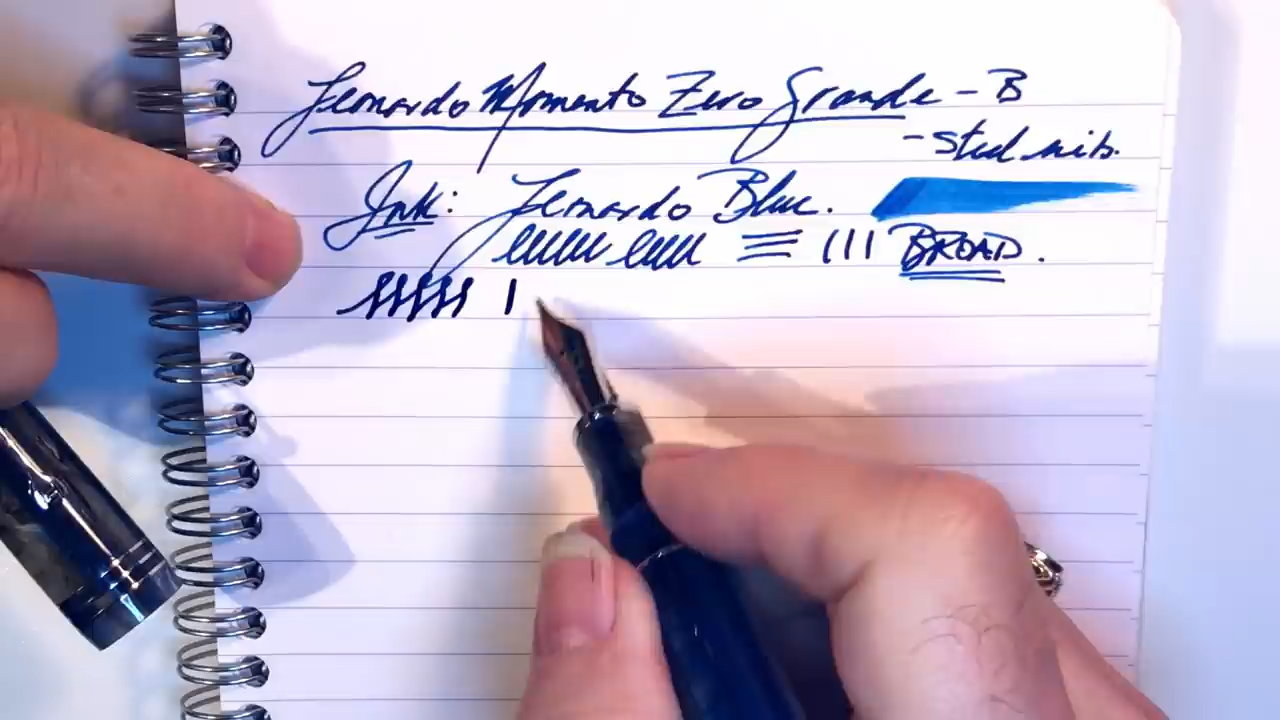 Leonardo Momento Zero Grande - B
- steel nib.
Ink: Leonardo Blue.
BROAD.